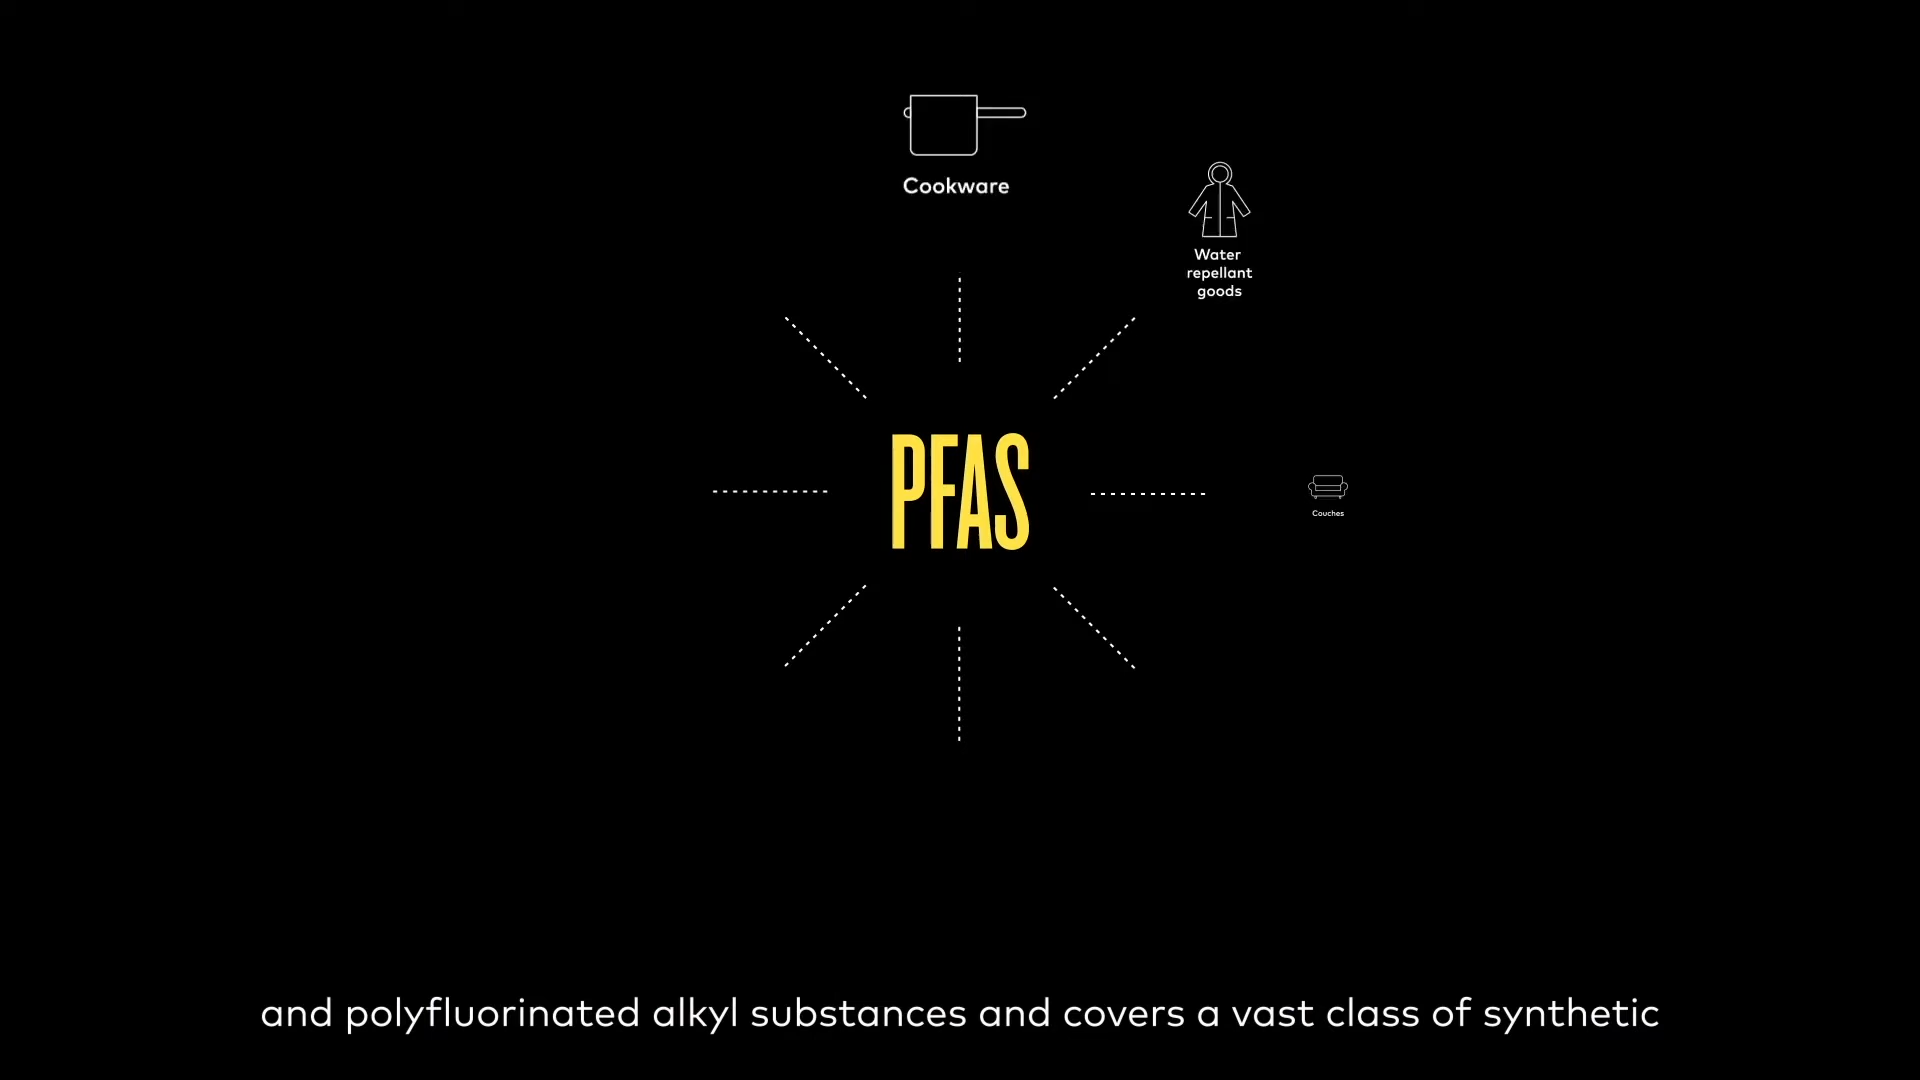 Cookware
Water
repellant
goods
PFAS
Couches
and polyfluorinated alkyl substances and covers a vast class of synthetic